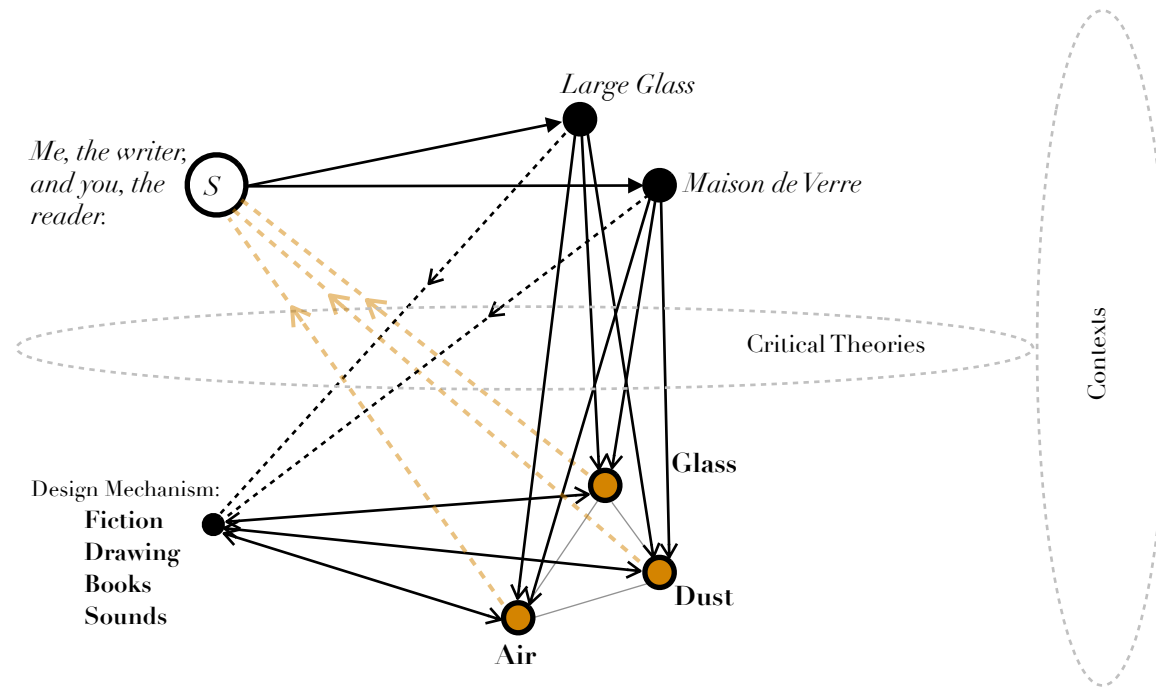 Large Glass
Me, the writer,
and you, the
reader.
S
Maison de Verre
Critical Theories
Contexts
Glass
Design Mechanism:
Fiction
Drawing
Books
Sounds
Dust
Air